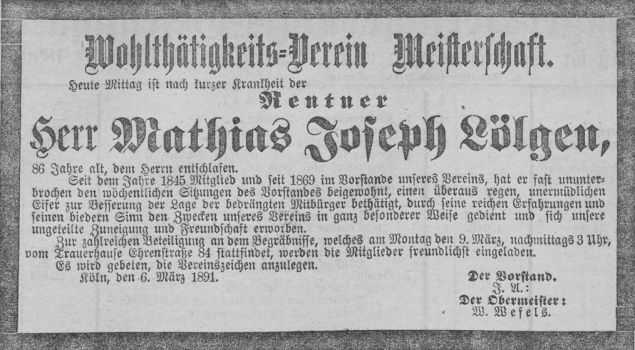 Wohlthätigkeits-Verein Meisterschaft.
Heute Mittag ist nach kurzer Krankheit der
Rentner
Herr Mathias Joseph Lölgen,
86 Jahre alt, dem Herrn entschlafen.
Seit dem Jahre 1845 Mitglied und seit 1869 im Vorstande unseres Vereins, hat er fast ununter-
brochen den wöchentlichen Sitzungen des Vorstandes beigewohnt, einen überaus regen, unermüdlichen
Eifer zur Besserung der Lage der bedrängten Mitbürger bethätigt, durch seine reichen Erfahrungen und
seinen biedern Sinn den Zwecken unseres Vereins in ganz besonderer Weise gedient und sich unsere
ungeteilte Zuneigung und Freundschaft erworben.
Zur zahlreichen Beteiligung an dem Begräbnisse, welches am Montag den 9. März, nachmittags 3 Uhr,
vom Trauerhause Ehrenstraße 84 stattfindet, werden die Mitglieder freundlichst eingeladen.
Es wird gebeten, die Vereinszeichen anzulegen.
Köln, den 6. März 1891.
Der Vorstand.
J. A.:
Der Obermeister:
W. Wefels.